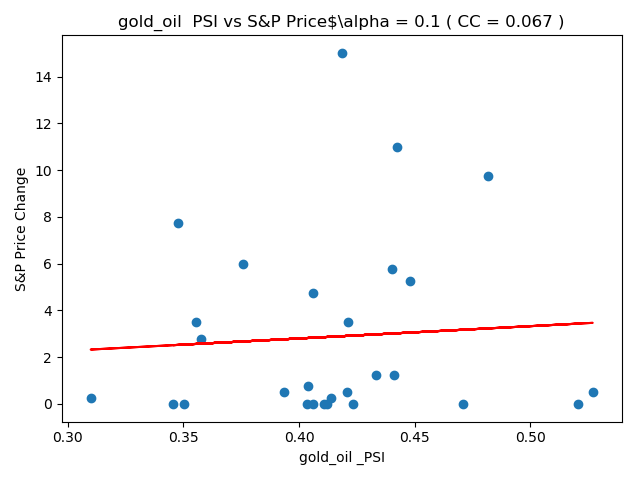 gold_oil  PSI vs S&P Price$\alpha = 0.1 ( CC = 0.067 )
14
12
10
8
6
4
2
0
S&P Price Change
0.30 0.35 0.40 0.45 0.50
gold_oil _PSI